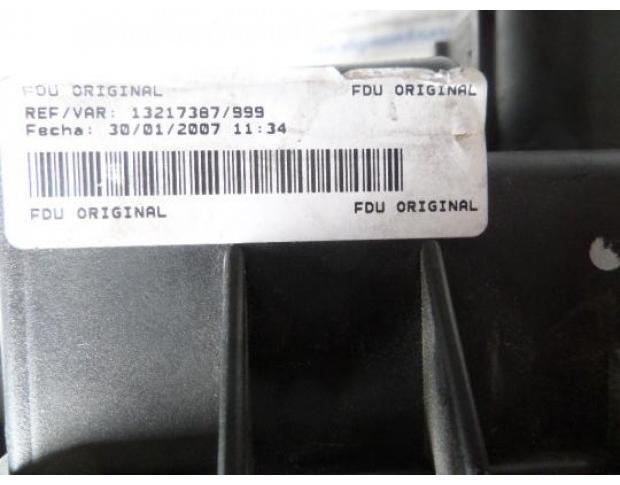 FDU ORIGINAL FDU ORIGINAL
REF/VAR: 13217387/999
Fecha: 30/01/2007 11:34
FDU ORIGINAL FDU ORIGINAL